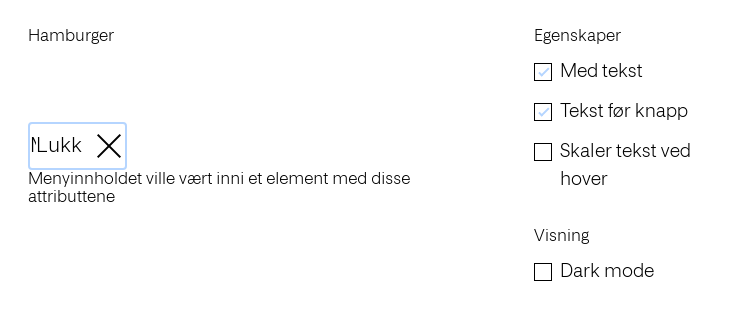 Hamburger
Lukk
Menyinnholdet ville vært inni et element med disse
attributtene
Egenskaper
Med tekst
Tekst før knapp
Skaler tekst ved
hover
Visning
Dark mode